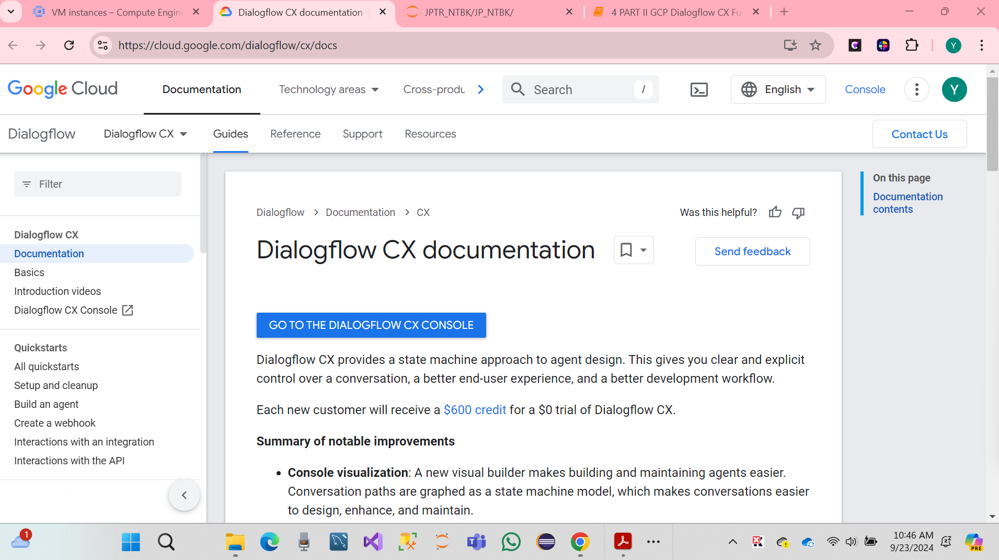 VM instances – Compute Engine
Dialogflow CX documentation
JPTR_NTBK/JP_NTBK/
4 PART II GCP Dialogflow CX Fu
https://cloud.google.com/dialogflow/cx/docs
Y
Google Cloud
Documentation
Technology areas
Cross-produ
Search
/
English
Console
Y
Dialogflow
Dialogflow CX
Guides
Reference
Support
Resources
Contact Us
Filter
Dialogflow CX
Documentation
Basics
Introduction videos
Dialogflow CX Console
Quickstarts
All quickstarts
Setup and cleanup
Build an agent
Create a webhook
Interactions with an integration
Interactions with the API
Dialogflow > Documentation > CX
Was this helpful?
Dialogflow CX documentation
Send feedback
GO TO THE DIALOGFLOW CX CONSOLE
Dialogflow CX provides a state machine approach to agent design. This gives you clear and explicit
control over a conversation, a better end-user experience, and a better development workflow.
Each new customer will receive a $600 credit for a $0 trial of Dialogflow CX.
Summary of notable improvements
• Console visualization: A new visual builder makes building and maintaining agents easier.
Conversation paths are graphed as a state machine model, which makes conversations easier
to design, enhance, and maintain.
On this page
Documentation
contents
1
10:46 AM
9/23/2024
PRE